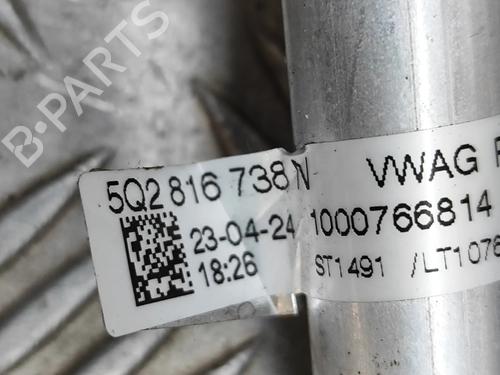 B-PARTS
5Q2 816 738 N VWAG
23-04-24 1000766814
18:26 ST1491 /LT1076